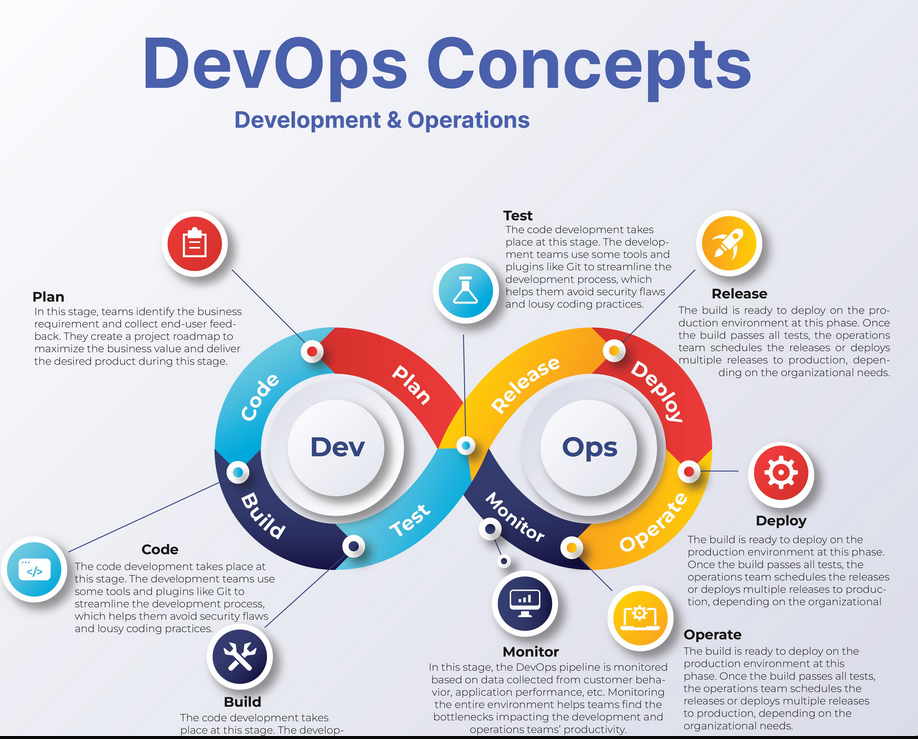 DevOps Concepts
Development & Operations
Plan
In this stage, teams identify the business
requirement and collect end-user feed-
back. They create a project roadmap to
maximize the business value and deliver
the desired product during this stage.
Test
The code development takes
place at this stage. The develop-
ment teams use some tools and
plugins like Git to streamline the
development process, which
helps them avoid security flaws
and lousy coding practices.
Release
The build is ready to deploy on the pro-
duction environment at this phase. Once
the build passes all tests, the operations
team schedules the releases or deploys
multiple releases to production, depen-
ding on the organizational needs.
Code
Plan
Release
Deploy
Dev
Ops
Build
Test
Monitor
Operate
Deploy
The build is ready to deploy on the
production environment at this phase.
Once the build passes all tests, the
operations team schedules the releases
or deploys multiple releases to produc-
tion, depending on the organizational
Code
The code development takes place at
this stage. The development teams use
some tools and plugins like Git to
streamline the development process,
which helps them avoid security flaws
and lousy coding practices.
</>
Build
The code development takes
place at this stage. The develop-
Monitor
In this stage, the DevOps pipeline is monitored
based on data collected from customer beha-
vior, application performance, etc. Monitoring
the entire environment helps teams find the
bottlenecks impacting the development and
operations teams' productivity.
Operate
The build is ready to deploy on the
production environment at this
phase. Once the build passes all tests,
the operations team schedules the
releases or deploys multiple releases
to production, depending on the
organizational needs.